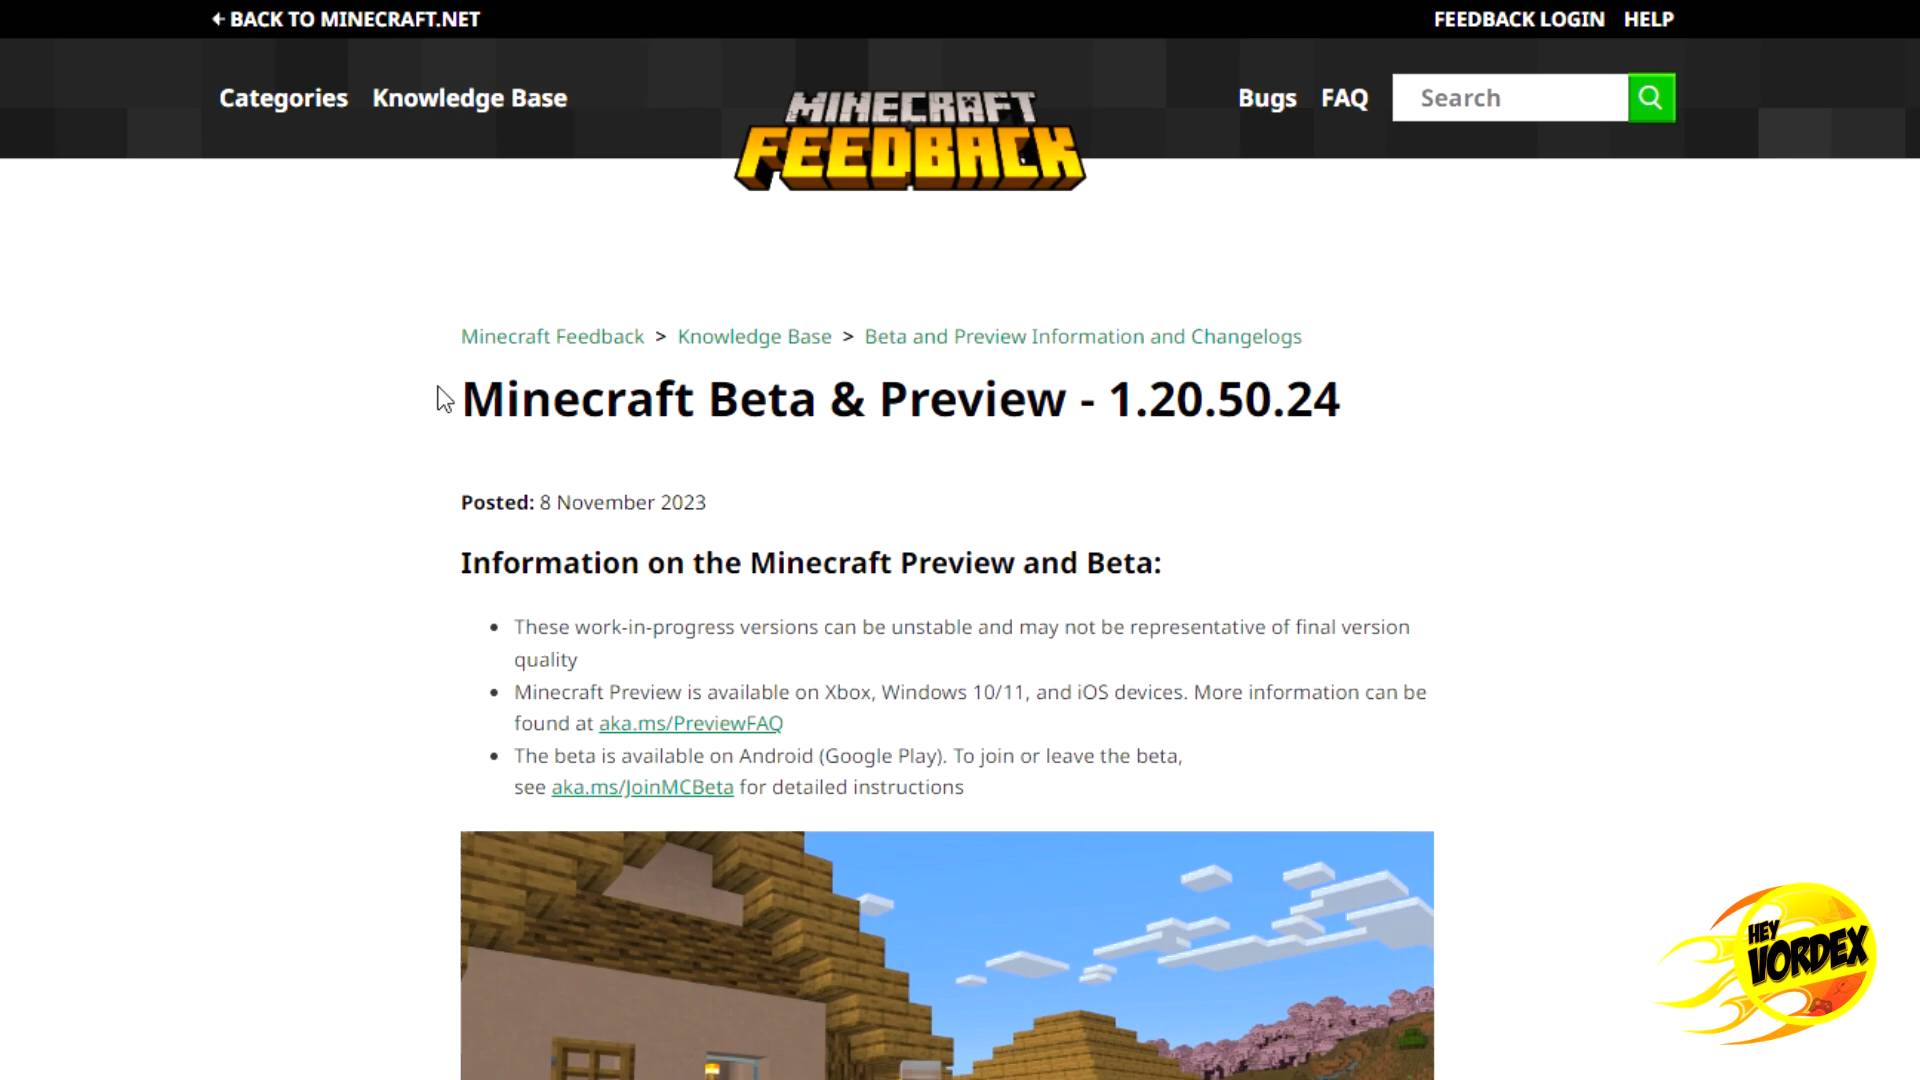 BACK TO MINECRAFT.NET
FEEDBACK LOGIN HELP
Categories Knowledge Base
MINECRAFT
FEEDBACK
Bugs FAQ Search
Minecraft Feedback > Knowledge Base > Beta and Preview Information and Changelogs
Minecraft Beta & Preview - 1.20.50.24
Posted: 8 November 2023
Information on the Minecraft Preview and Beta:
• These work-in-progress versions can be unstable and may not be representative of final version
quality
• Minecraft Preview is available on Xbox, Windows 10/11, and iOS devices. More information can be
found at aka.ms/PreviewFAQ
• The beta is available on Android (Google Play). To join or leave the beta,
see aka.ms/JoinMCBeta for detailed instructions
HEY
VORDEX